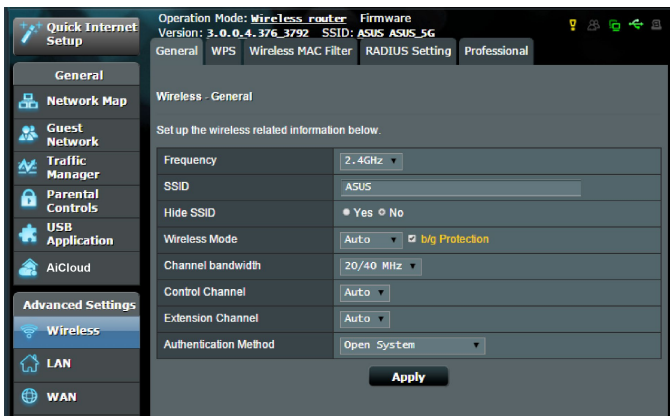 Quick Internet
Setup
Operation Mode: Wireless router Firmware
Version: 3.0.0.4.376_3792 SSID: ASUS ASUS_5G
General WPS Wireless MAC Filter RADIUS Setting Professional
General
Network Map
Guest
Network
Traffic
Manager
Parental
Controls
USB
Application
AiCloud
Advanced Settings
Wireless
LAN
WAN
Wireless - General
Set up the wireless related information below.
Frequency 2.4GHz
SSID ASUS
Hide SSID Yes No
Wireless Mode Auto b/g Protection
Channel bandwidth 20/40 MHz
Control Channel Auto
Extension Channel Auto
Authentication Method Open System
Apply